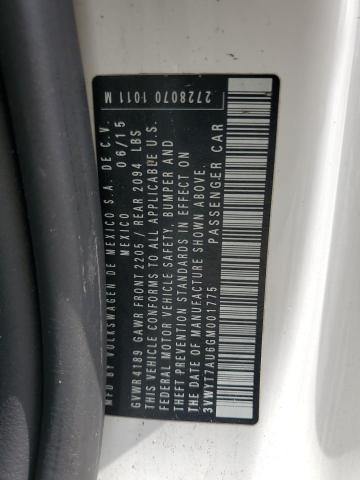 MFD BY VOLKSWAGEN DE MEXICO S.A. DE C.V.
MEXICO 06/15
GVWR 4189 GAWR FRONT 2205 / REAR 2094 LBS
THIS VEHICLE CONFORMS TO ALL APPLICABLE U.S.
FEDERAL MOTOR VEHICLE SAFETY, BUMPER AND
THEFT PREVENTION STANDARDS IN EFFECT ON
THE DATE OF MANUFACTURE SHOWN ABOVE.
3VWYT7AU6GM001775 PASSENGER CAR
2728070 1011 M